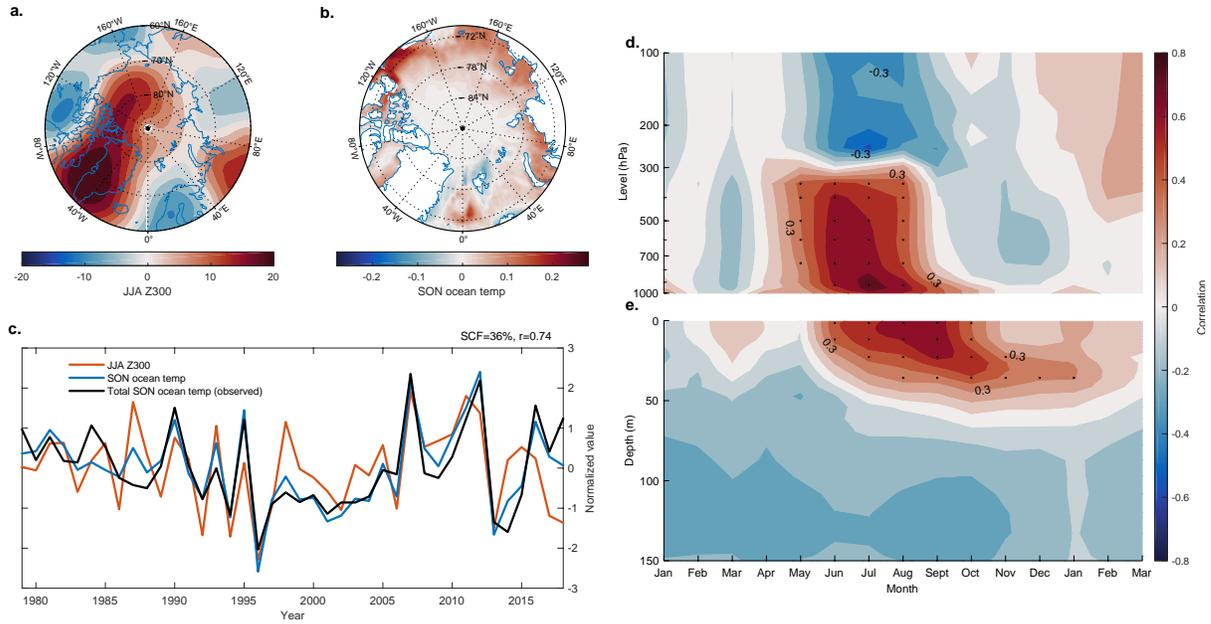 a.
160°W
60°N
160°E
120°W
70°N
120°E
80°N
80°W
80°E
40°W
40°E
0°
-20 -10 0 10 20
JJA Z300
b.
160°W
160°E
120°W
72°N
120°E
78°N
84°N
80°W
80°E
40°W
40°E
0°
-0.2 -0.1 0 0.1 0.2
SON ocean temp
c.
SCF=36%, r=0.74
JJA Z300
SON ocean temp
Total SON ocean temp (observed)
3
2
1
0
-1
-2
-3
Normalized value
1980 1985 1990 1995 2000 2005 2010 2015
Year
d.
100
200
300
500
700
1000
Level (hPa)
-0.3
-0.3
0.3
0.3
0.3
e.
0
50
100
150
Depth (m)
0.3
0.3
0.3
Jan Feb Mar Apr May Jun Jul Aug Sept Oct Nov Dec Jan Feb Mar
Month
0.8
0.6
0.4
0.2
0
-0.2
-0.4
-0.6
-0.8
Correlation